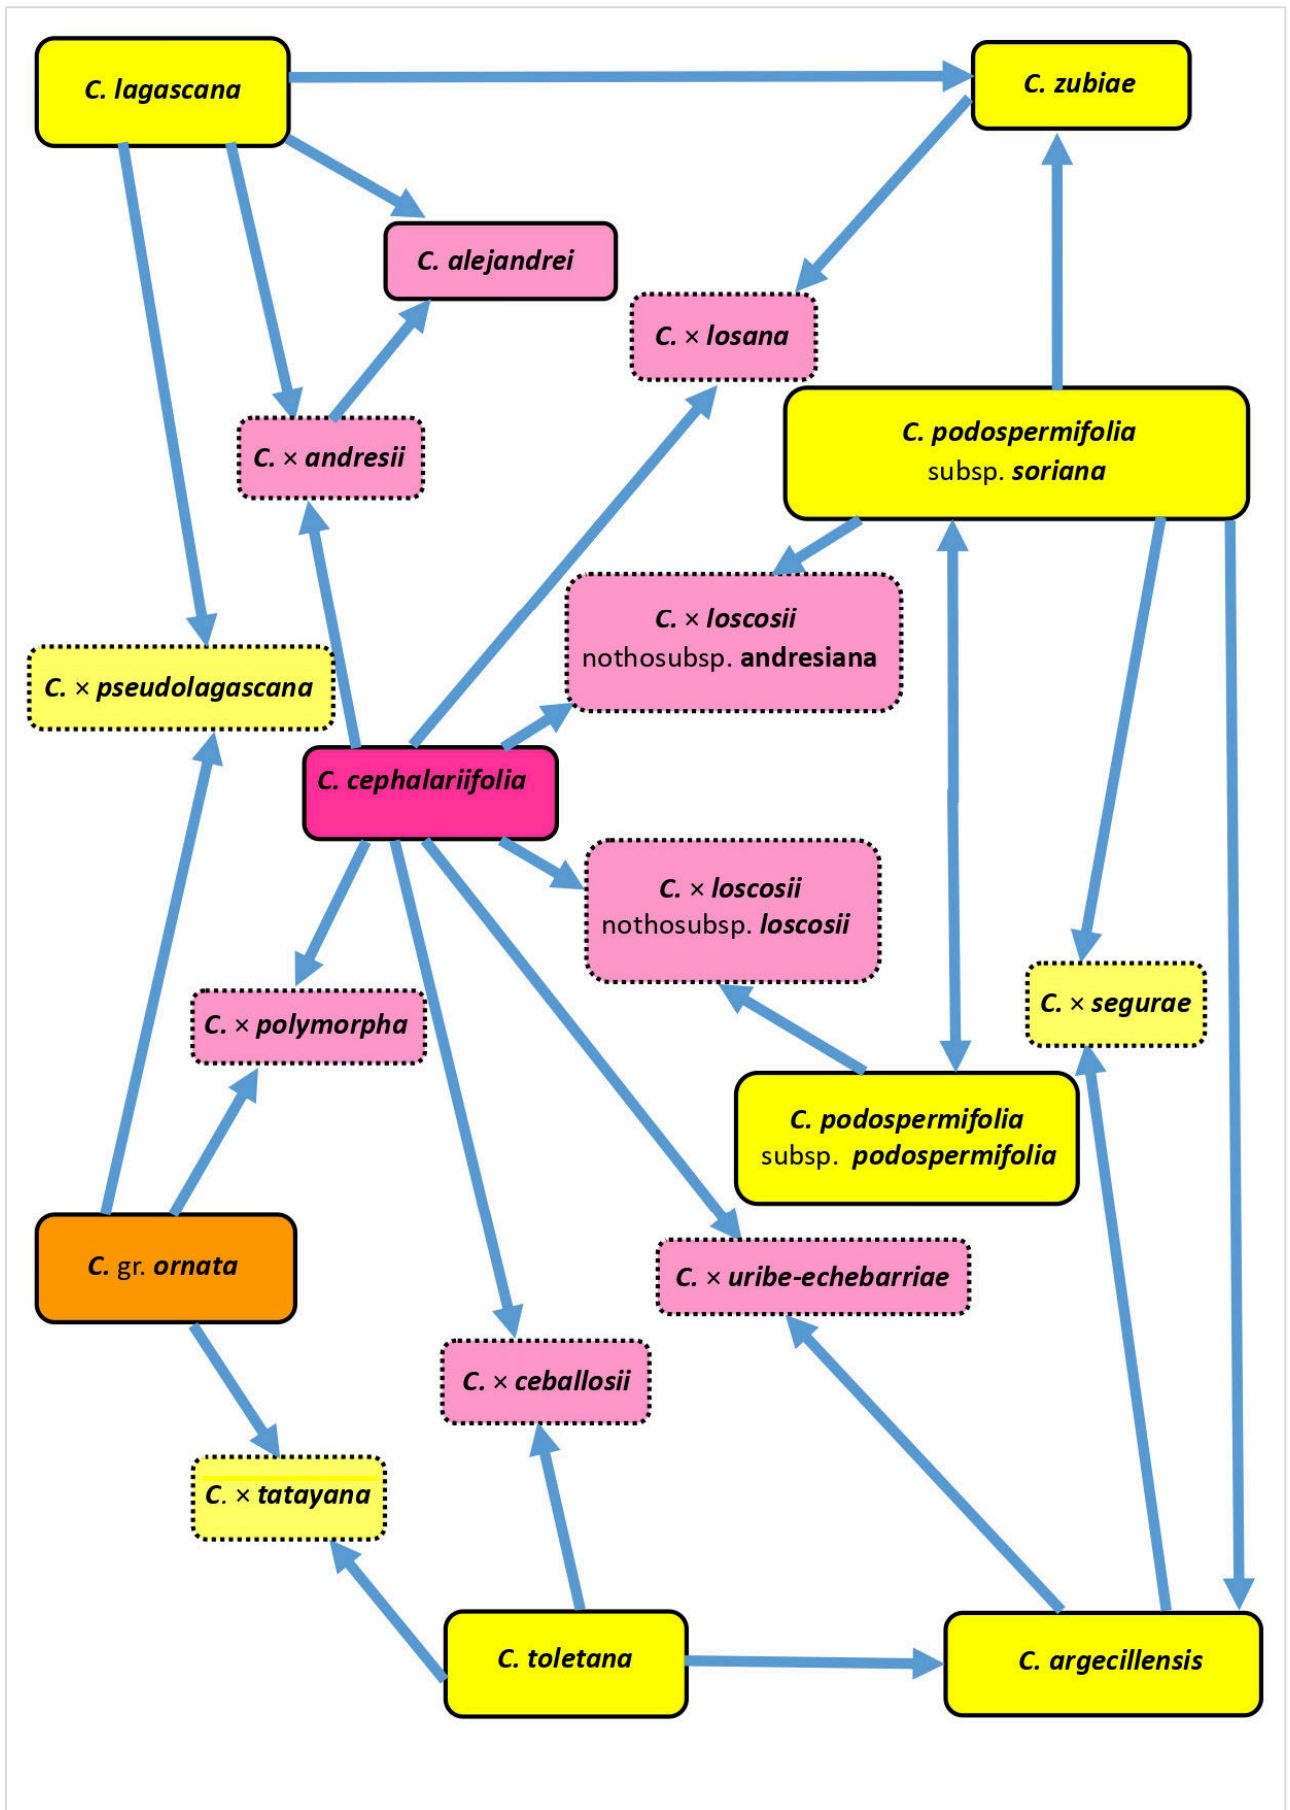 C. lagascana
C. zubiae
C. alejandrei
C. × losana
C. podospermifolia
subsp. soriana
C. × andresii
C. × loscosii
nothosubsp. andresiana
C. × pseudolagascana
C. cephalariifolia
C. × loscosii
nothosubsp. loscosii
C. × segurae
C. × polymorpha
C. podospermifolia
subsp. podospermifolia
C. gr. ornata
C. × uribe-echebarriae
C. × ceballosii
C. × tatayana
C. toletana
C. argecillensis